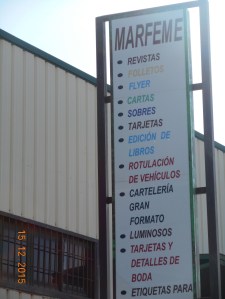 MARFEME
• REVISTAS
• FOLLETOS
• FLYER
• CARTAS
• SOBRES
• TARJETAS
• EDICIÓN DE
LIBROS
• ROTULACIÓN
DE VEHÍCULOS
• CARTELERÍA
GRAN
FORMATO
• LUMINOSOS
• TARJETAS Y
DETALLES DE
BODA
• ETIQUETAS PARA
15 12 2015